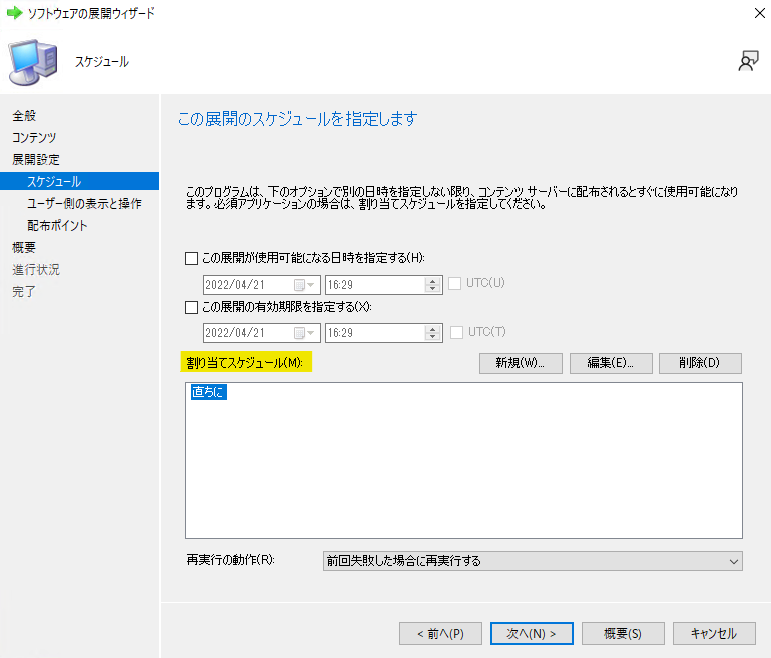 ソフトウェアの展開ウィザード
スケジュール
全般
コンテンツ
展開設定
スケジュール
ユーザー側の表示と操作
配布ポイント
概要
進行状況
完了
この展開のスケジュールを指定します
このプログラムは、下のオプションで別の日時を指定しない限り、コンテンツ サーバーに配布されるとすぐに使用可能になり
ます。必須アプリケーションの場合は、割り当てスケジュールを指定してください。
この展開が使用可能になる日時を指定する(H):
2022/04/21 16:29 UTC(U)
この展開の有効期限を指定する(X):
2022/04/21 16:29 UTC(T)
割り当てスケジュール(M): 新規(W)... 編集(E)... 削除(D)
直ちに
再実行の動作(R): 前回失敗した場合に再実行する
< 前へ(P) 次へ(N) > 概要(S) キャンセル